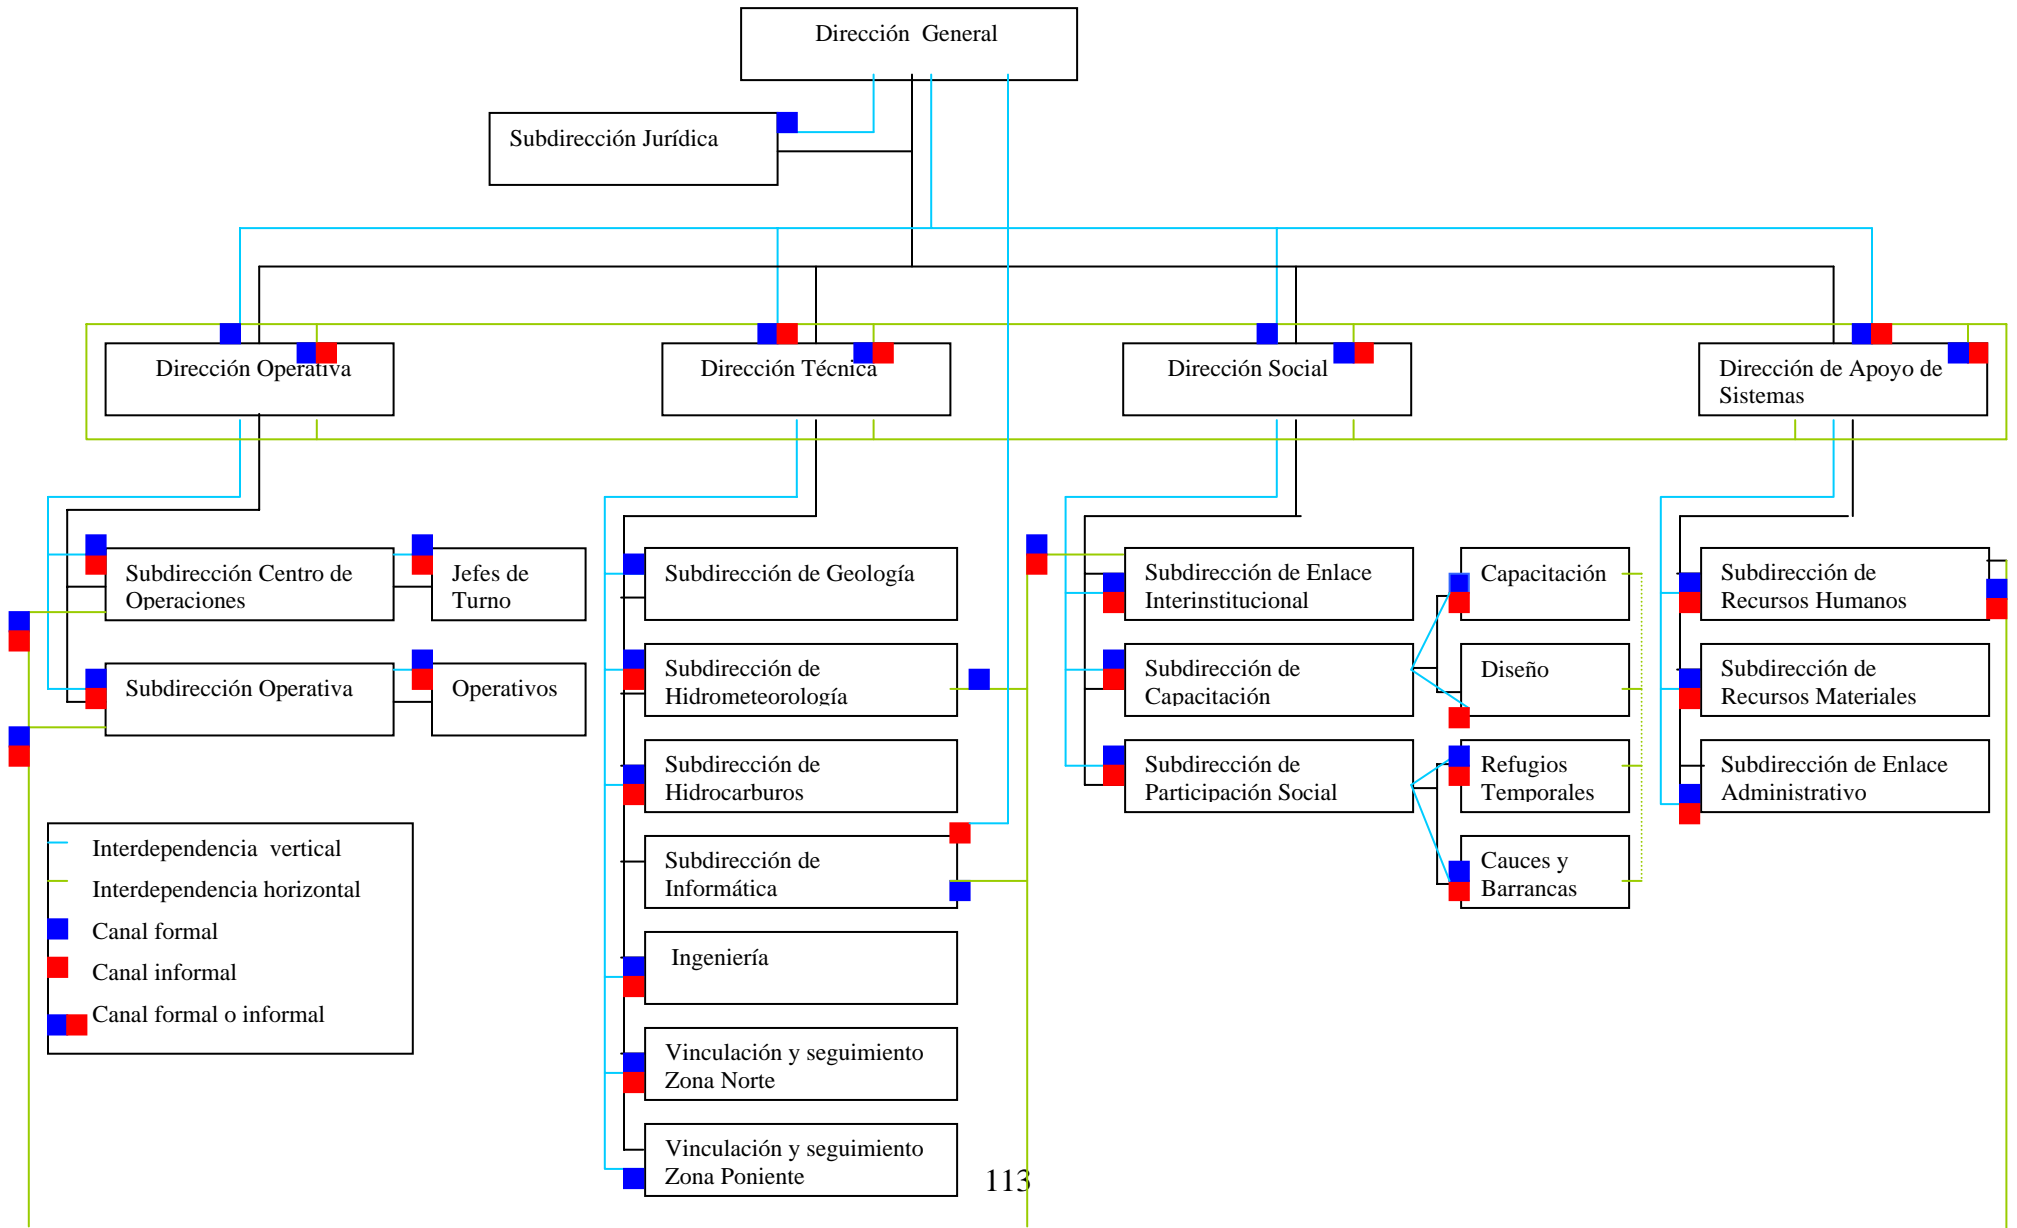 Dirección General
Subdirección Jurídica
Dirección Operativa
Dirección Técnica
Dirección Social
Dirección de Apoyo de
Sistemas
Subdirección Centro de
Operaciones
Jefes de
Turno
Subdirección Operativa
Operativos
Subdirección de Geología
Subdirección de
Hidrometeorología
Subdirección de
Hidrocarburos
Subdirección de
Informática
Ingeniería
Vinculación y seguimiento
Zona Norte
Vinculación y seguimiento
Zona Poniente
Subdirección de Enlace
Interinstitucional
Subdirección de
Capacitación
Subdirección de
Participación Social
Capacitación
Diseño
Refugios
Temporales
Cauces y
Barrancas
Subdirección de
Recursos Humanos
Subdirección de
Recursos Materiales
Subdirección de Enlace
Administrativo
Interdependencia vertical
Interdependencia horizontal
Canal formal
Canal informal
Canal formal o informal
113